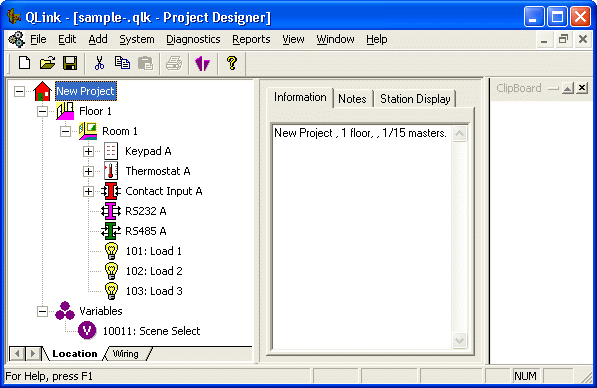 QLink - [sample-.qlk - Project Designer]
File Edit Add System Diagnostics Reports View Window Help
New Project
Floor 1
Room 1
Keypad A
Thermostat A
Contact Input A
RS232 A
RS485 A
101: Load 1
102: Load 2
103: Load 3
Variables
V
10011: Scene Select
Location Wiring
Information Notes Station Display
New Project , 1 floor, , 1/15 masters.
ClipBoard
For Help, press F1
NUM